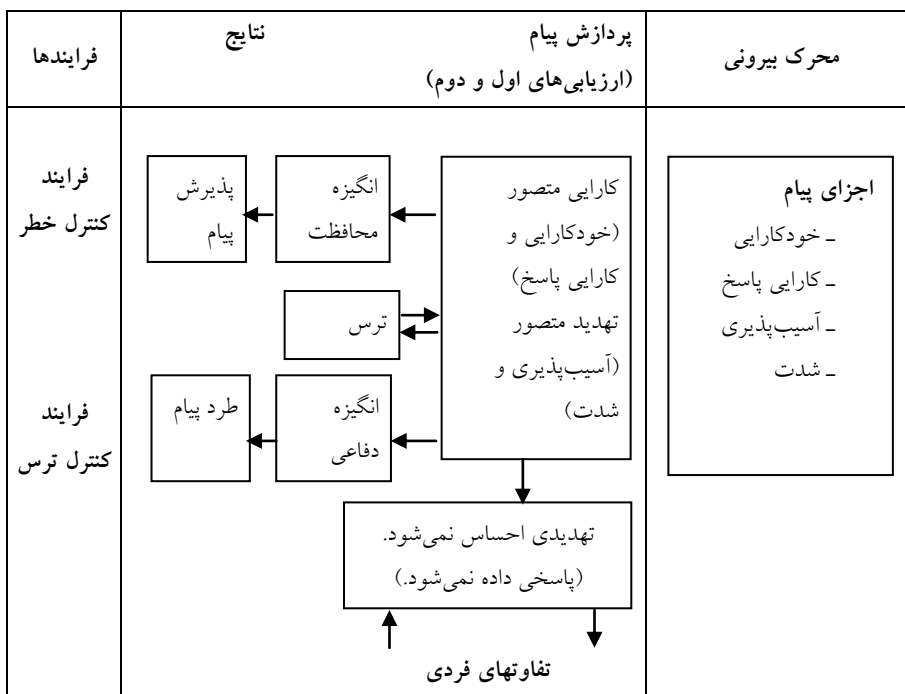 محرک بیرونی
پردازش پیام
(ارزیابی‌های اول و دوم)
نتایج
فرایندها
اجزای پیام
ـ خودکارایی
ـ کارایی پاسخ
ـ آسیب‌پذیری
ـ شدت
کارایی متصور
(خودکارایی و
کارایی پاسخ)
تهدید متصور
(آسیب‌پذیری و
شدت)
انگیزه
محافظت
پذیرش
پیام
فرایند
کنترل خطر
ترس
انگیزه
دفاعی
طرد پیام
فرایند
کنترل ترس
تهدیدی احساس نمی‌شود.
(پاسخی داده نمی‌شود.)
تفاوتهای فردی